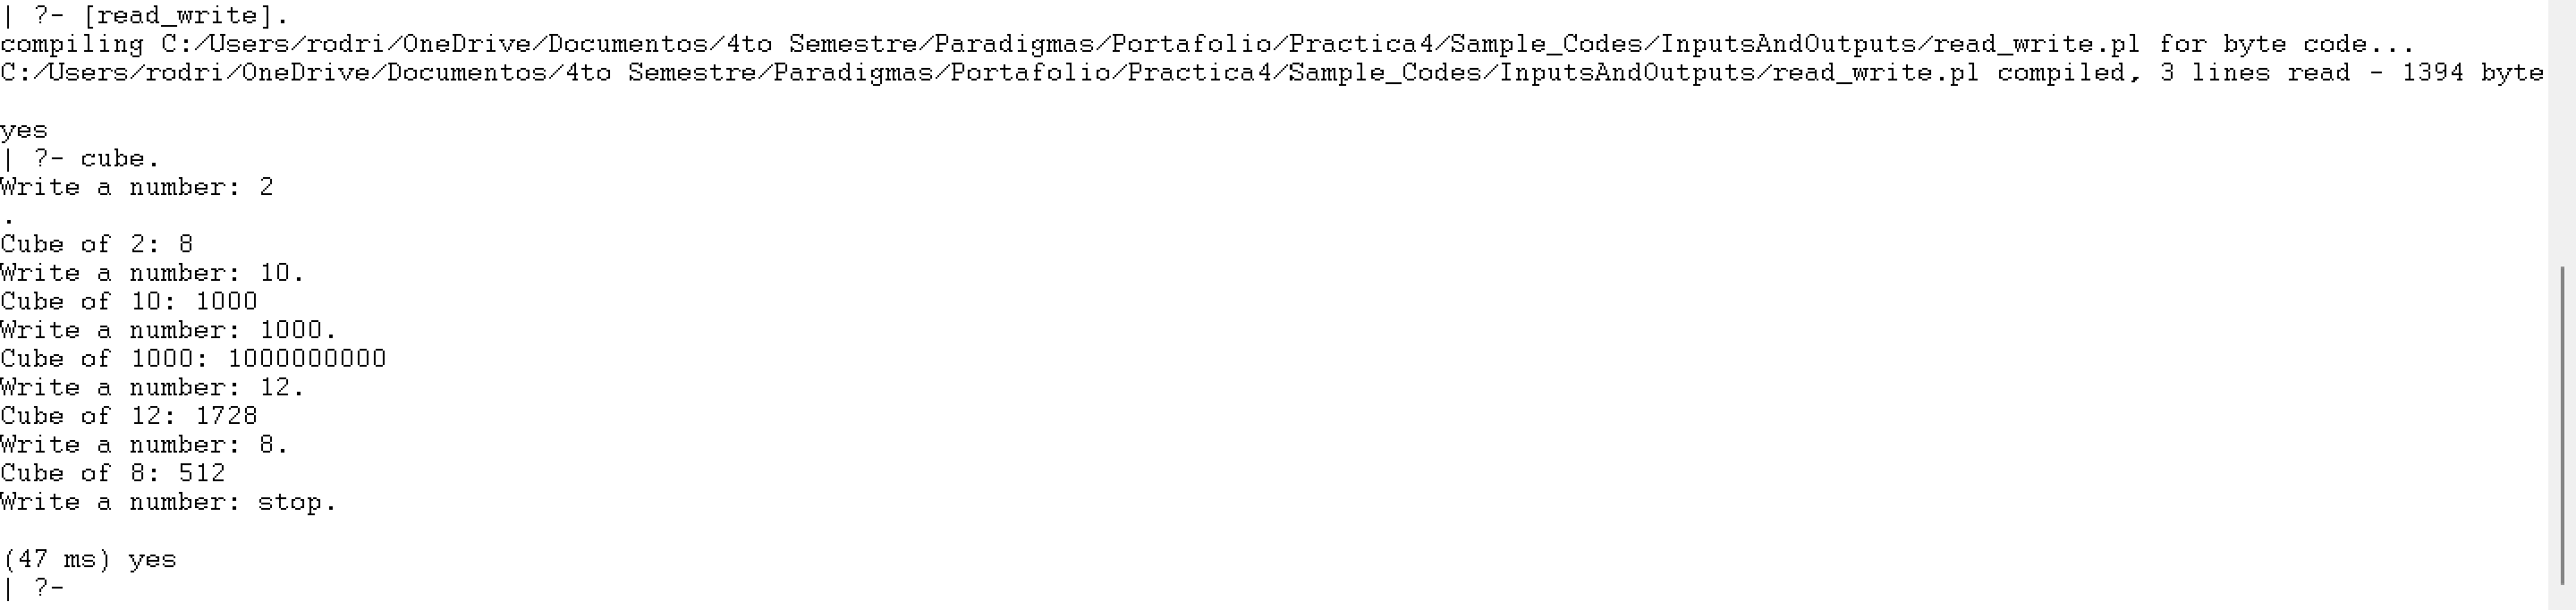 | ?- [read_write].
compiling C:/Users/rodri/OneDrive/Documentos/4to Semestre/Paradigmas/Portafolio/Practica4/Sample_Codes/InputsAndOutputs/read_write.pl for byte code...
C:/Users/rodri/OneDrive/Documentos/4to Semestre/Paradigmas/Portafolio/Practica4/Sample_Codes/InputsAndOutputs/read_write.pl compiled, 3 lines read - 1394 byte
yes
| ?- cube.
Write a number: 2
.
Cube of 2: 8
Write a number: 10.
Cube of 10: 1000
Write a number: 1000.
Cube of 1000: 1000000000
Write a number: 12.
Cube of 12: 1728
Write a number: 8.
Cube of 8: 512
Write a number: stop.
(47 ms) yes
| ?-